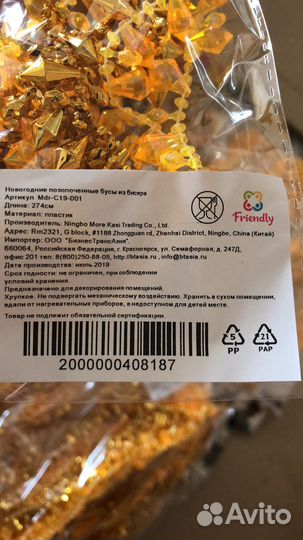 Новогодние позолоченные бусы из бисера
Артикул Mdr-C19-001
Длина: 274см
Материал: пластик
Производитель: Ningbo More Kasi Trading Co., Ltd.
Адрес: Rm2321, G block, #1188 Zhongguan rd, Zhenhai District, Ningbo, China (Китай)
Импортер: ООО "БизнесТрансАзия".
660064, Российская Федерация, г. Красноярск, ул. Семафорная, д. 247Д,
офис 201 тел: 8(800)250-88-05, http://btasia.ru , info@btasia.ru
Дата производства: июль 2019
Срок годности: не ограничен, при соблюдении
условий хранения.
Предназначено для декорирования помещений.
Хрупкое. Не подвергать механическому воздействию. Хранить в сухом помещении,
вдали от нагревательных приборов, в недоступном для детей месте.
Товар не подлежит обязательной сертификации.
Friendly
2000000408187
5
PP
21
PAP
Avito